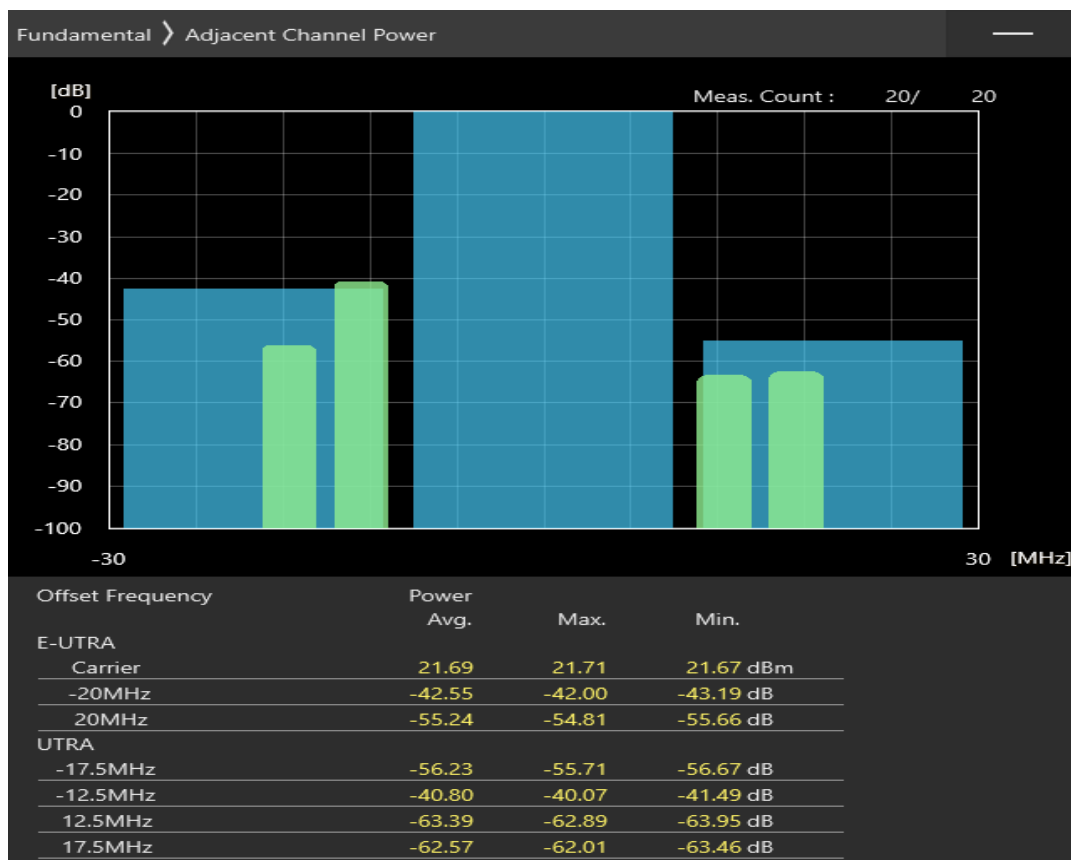 Fundamental ❯ Adjacent Channel Power
[dB]
Meas. Count : 20/ 20
0
-10
-20
-30
-40
-50
-60
-70
-80
-90
-100
-30 30 [MHz]
Offset Frequency Power
Avg. Max. Min.
E-UTRA
Carrier 21.69 21.71 21.67 dBm
-20MHz -42.55 -42.00 -43.19 dB
20MHz -55.24 -54.81 -55.66 dB
UTRA
-17.5MHz -56.23 -55.71 -56.67 dB
-12.5MHz -40.80 -40.07 -41.49 dB
12.5MHz -63.39 -62.89 -63.95 dB
17.5MHz -62.57 -62.01 -63.46 dB